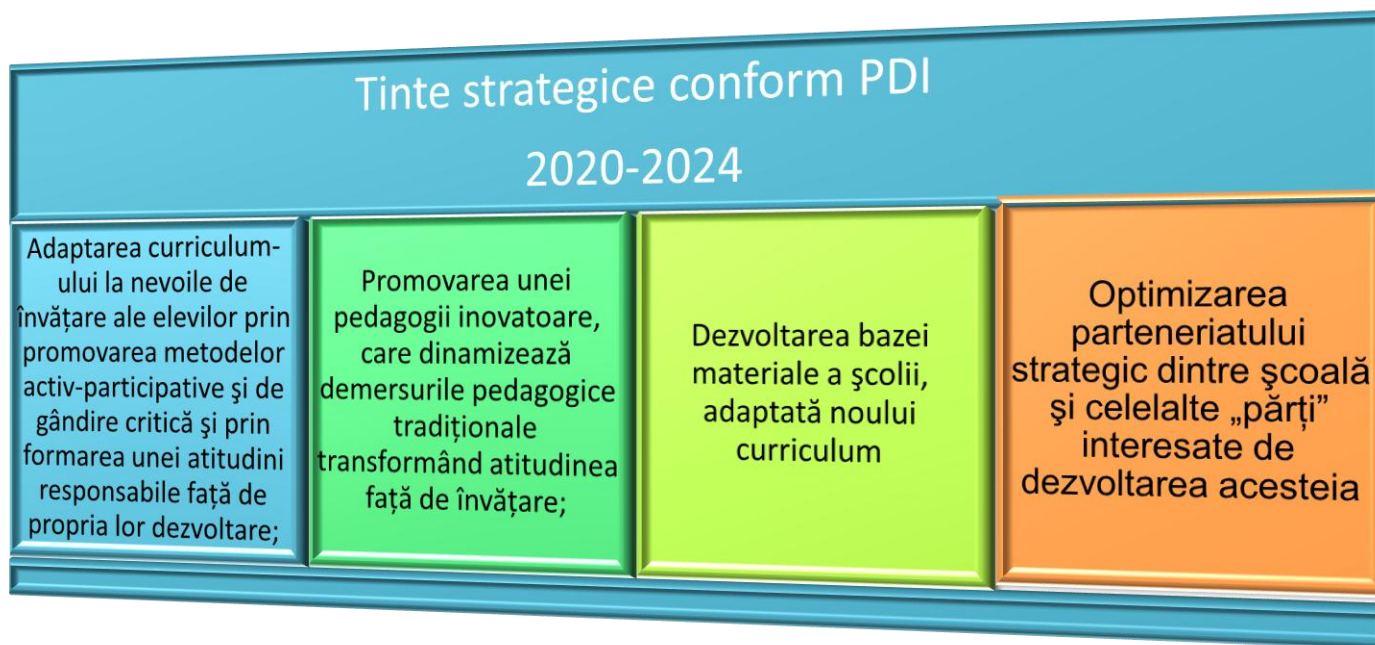 Tinte strategice conform PDI
2020-2024
Adaptarea curriculum-
ului la nevoile de
învățare ale elevilor prin
promovarea metodelor
activ-participative şi de
gândire critică şi prin
formarea unei atitudini
responsabile față de
propria lor dezvoltare;
Promovarea unei
pedagogii inovatoare,
care dinamizează
demersurile pedagogice
tradiționale
transformând atitudinea
față de învățare;
Dezvoltarea bazei
materiale a şcolii,
adaptată noului
curriculum
Optimizarea
parteneriatului
strategic dintre şcoală
şi celelalte „părți”
interesate de
dezvoltarea acesteia